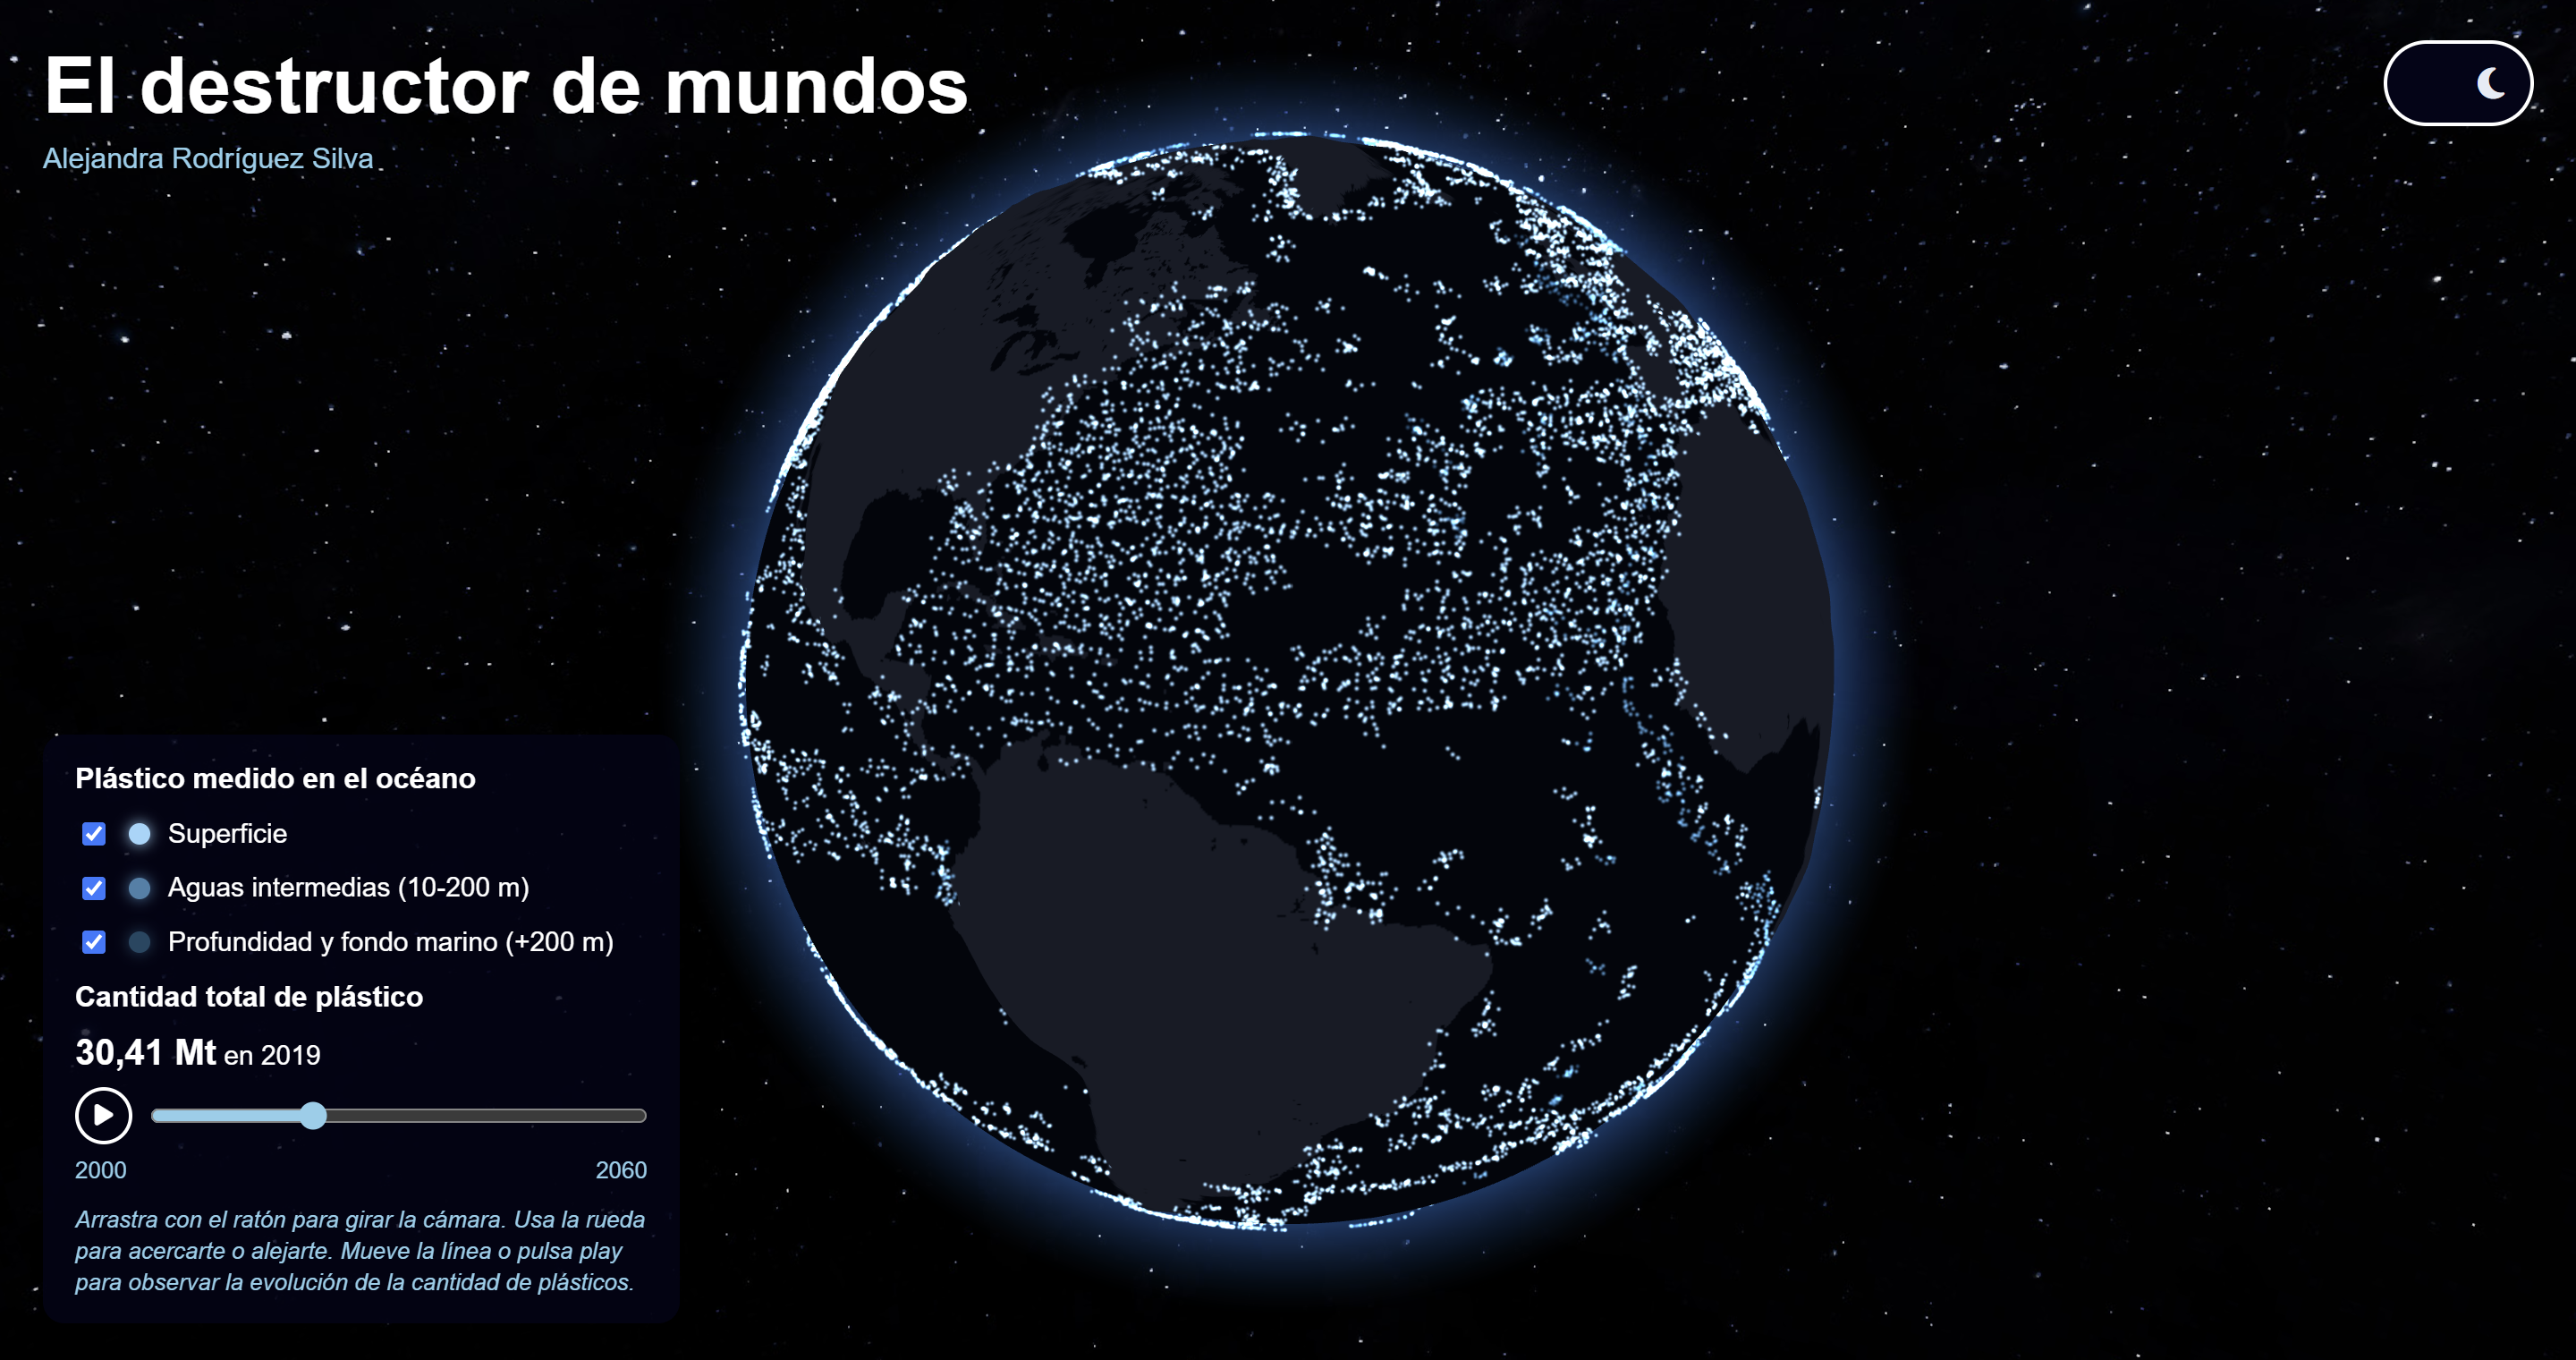 El destructor de mundos
Alejandra Rodríguez Silva
Plástico medido en el océano
Superficie
Aguas intermedias (10-200 m)
Profundidad y fondo marino (+200 m)
Cantidad total de plástico
30,41 Mt en 2019
2000 2060
Arrastra con el ratón para girar la cámara. Usa la rueda
para acercarte o alejarte. Mueve la línea o pulsa play
para observar la evolución de la cantidad de plásticos.